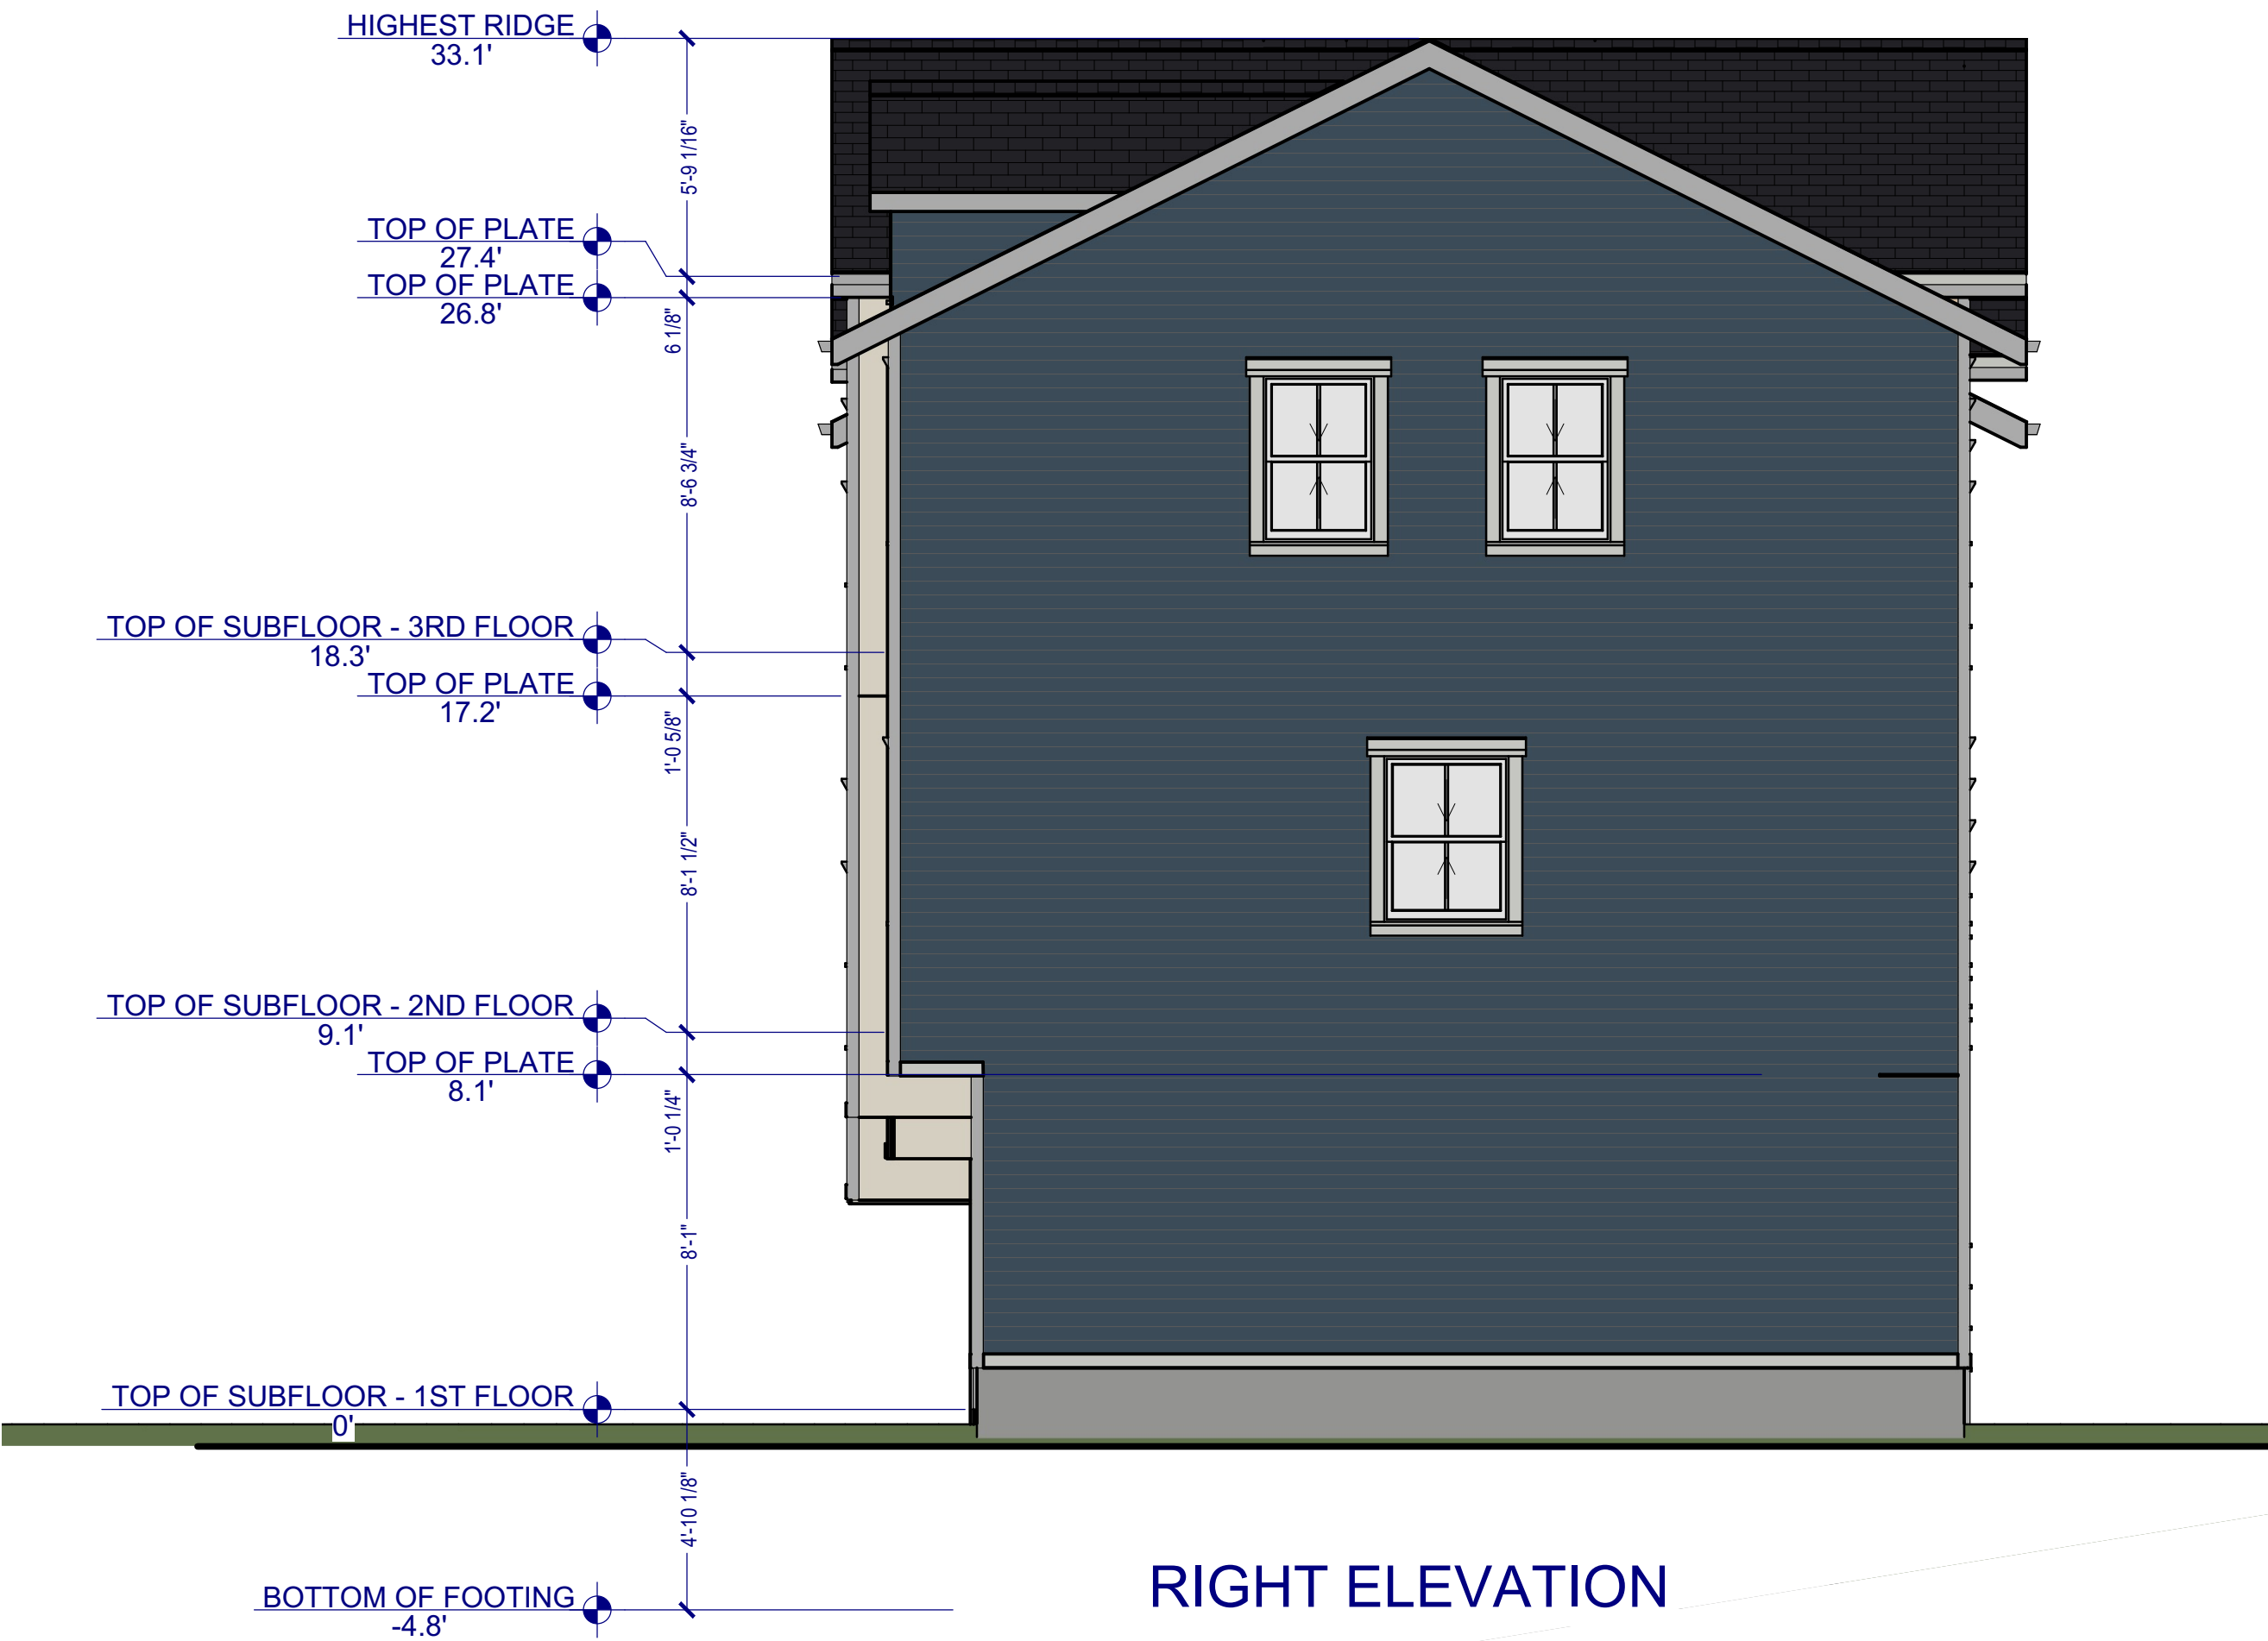 HIGHEST RIDGE
33.1'
5'-9 1/16"
TOP OF PLATE
27.4'
TOP OF PLATE
26.8'
6 1/8"
8'-6 3/4"
TOP OF SUBFLOOR - 3RD FLOOR
18.3'
TOP OF PLATE
17.2'
1'-0 5/8"
8'-1 1/2"
TOP OF SUBFLOOR - 2ND FLOOR
9.1'
TOP OF PLATE
8.1'
1'-0 1/4"
8'-1"
TOP OF SUBFLOOR - 1ST FLOOR
0'
4'-10 1/8"
BOTTOM OF FOOTING
-4.8'
RIGHT ELEVATION